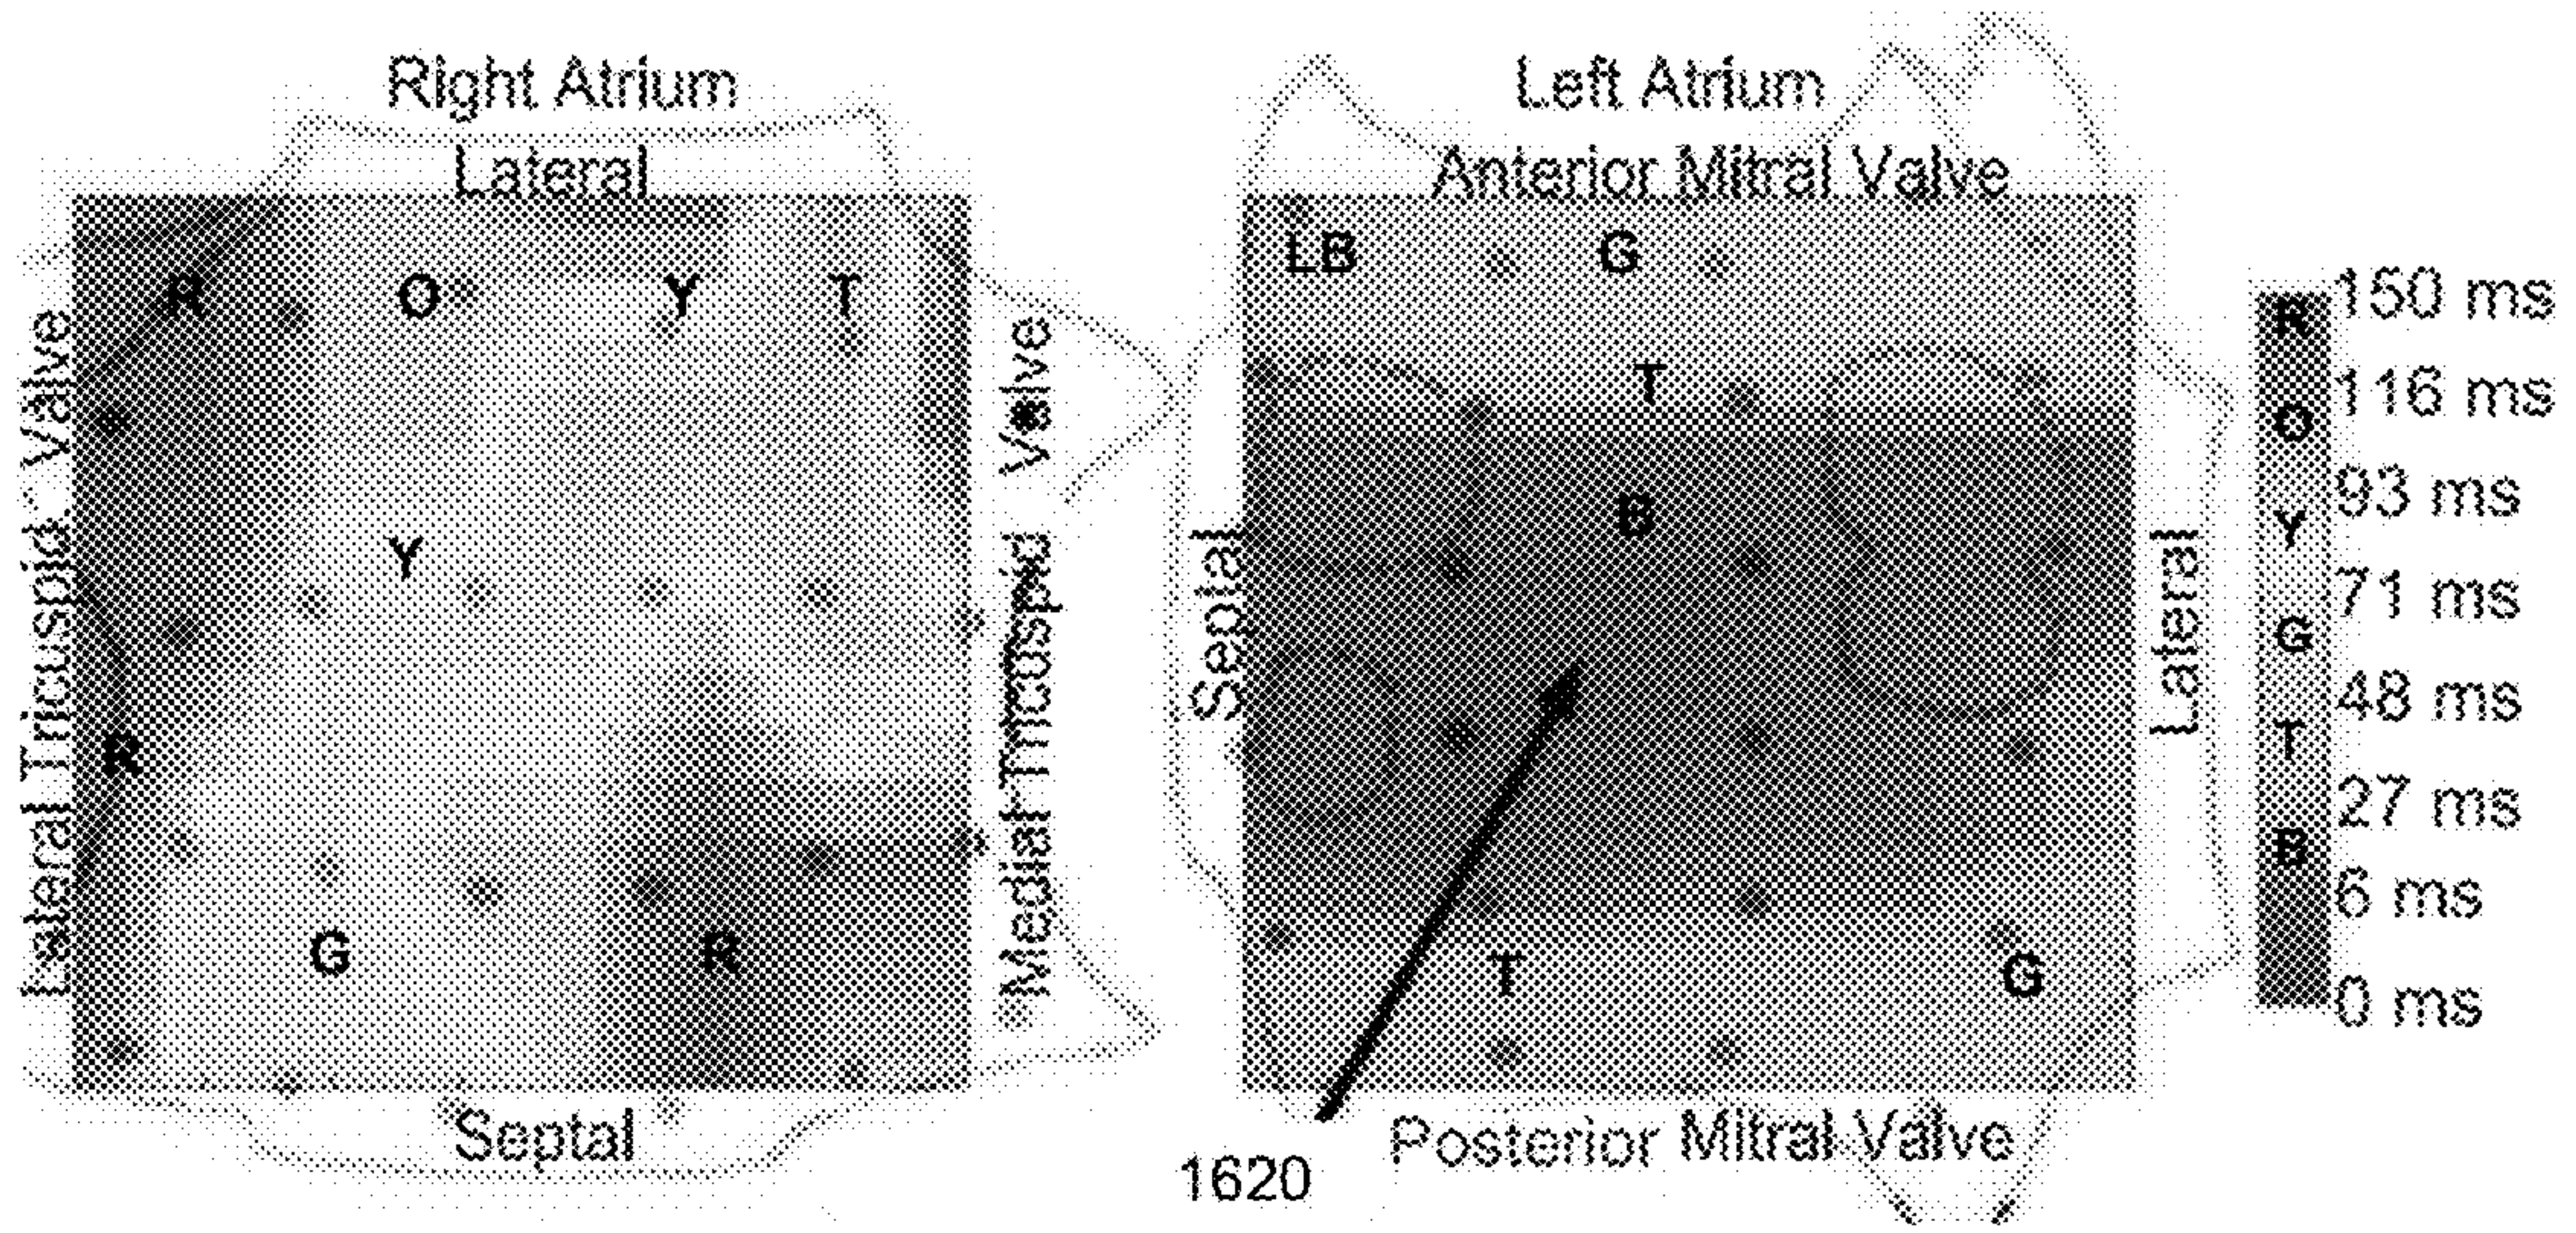 Right Atrium
Lateral
Lateral Tricuspid Valve
R
O
Y
T
Y
R
G
R
Septal
Medial Tricuspid Valve
Left Atrium
Anterior Mitral Valve
Septal
LB
G
T
B
T
G
1620
Posterior Mitral Valve
Lateral
R
O
Y
G
T
B
150 ms
116 ms
93 ms
71 ms
48 ms
27 ms
6 ms
0 ms